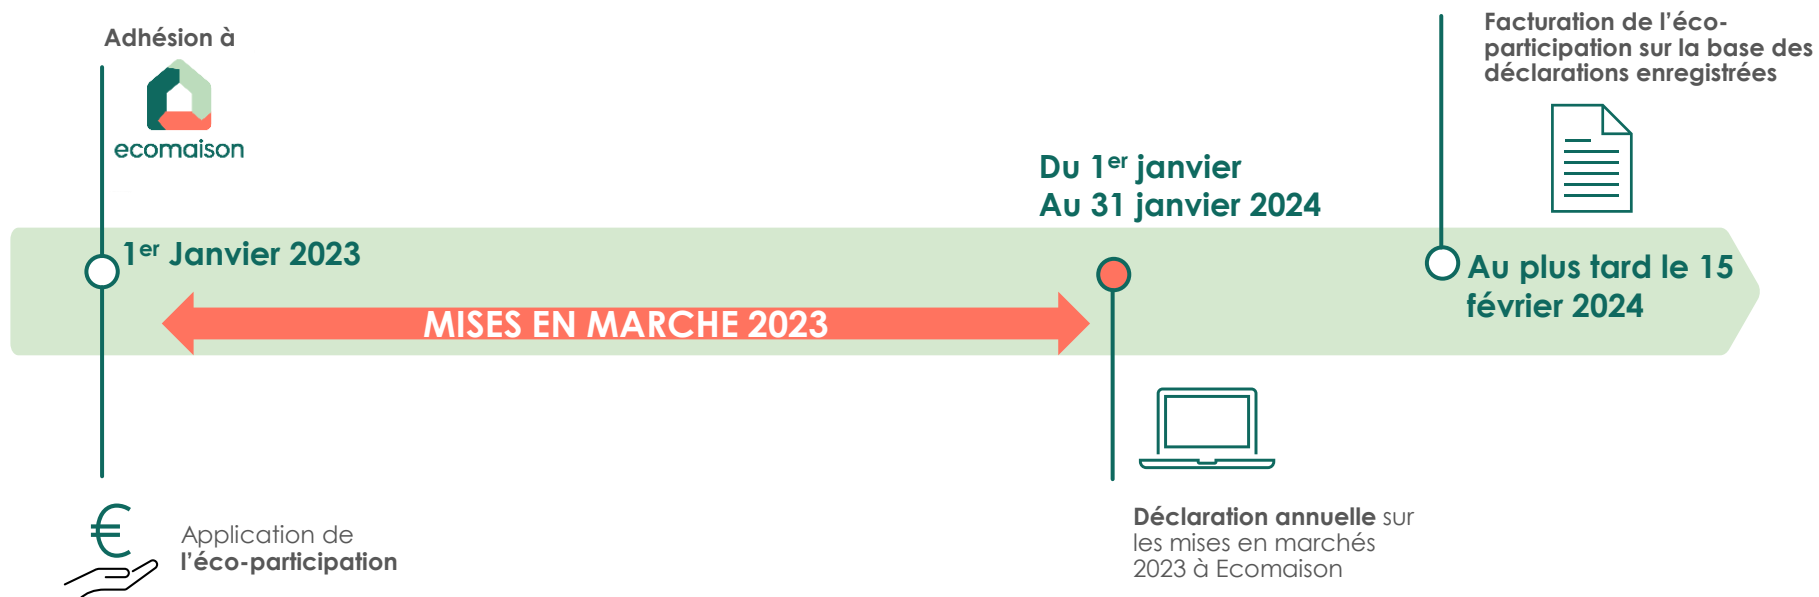 Adhésion à
ecomaison
1er Janvier 2023
€
Application de
l'éco-participation
MISES EN MARCHE 2023
Du 1er janvier
Au 31 janvier 2024
Déclaration annuelle sur
les mises en marchés
2023 à Ecomaison
Facturation de l'éco-
participation sur la base des
déclarations enregistrées
Au plus tard le 15
février 2024